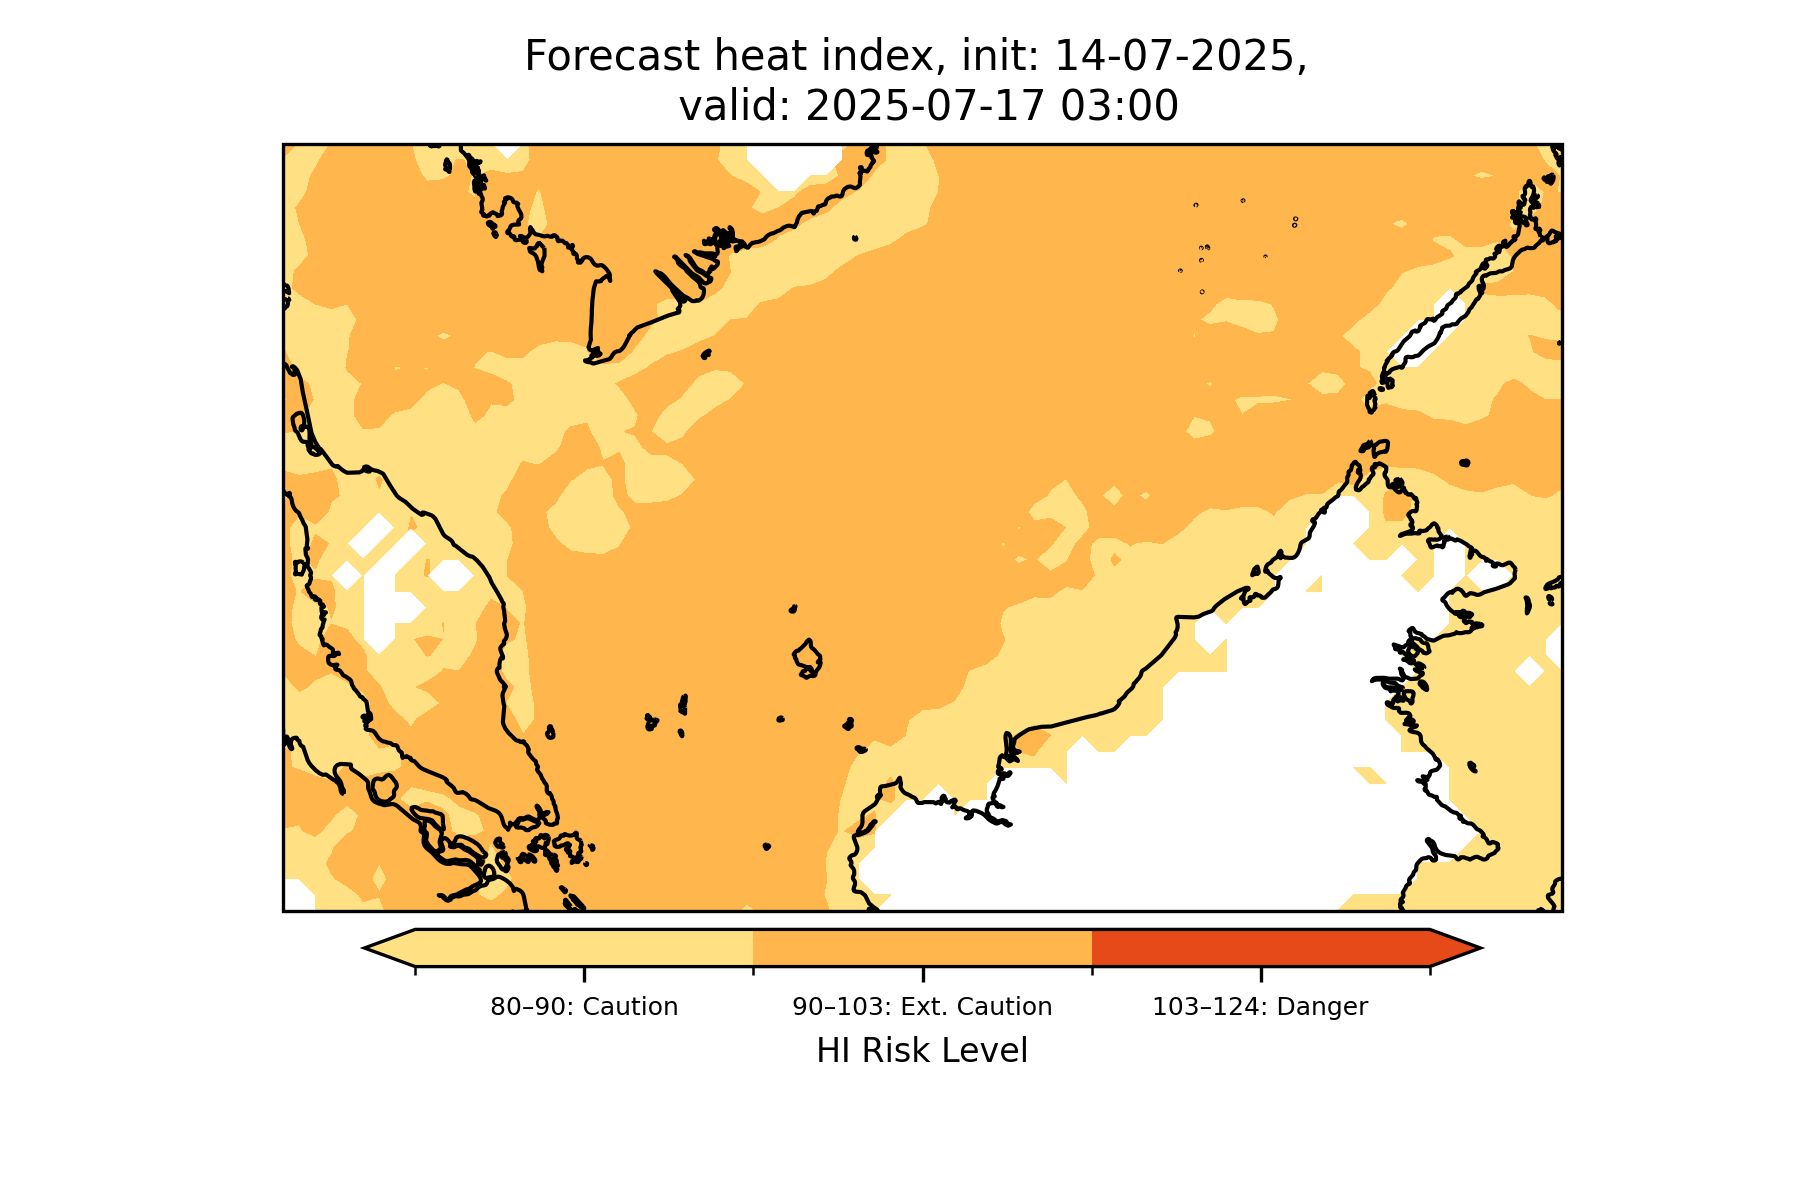 Forecast heat index, init: 14-07-2025,
valid: 2025-07-17 03:00
80–90: Caution
90–103: Ext. Caution
103–124: Danger
HI Risk Level